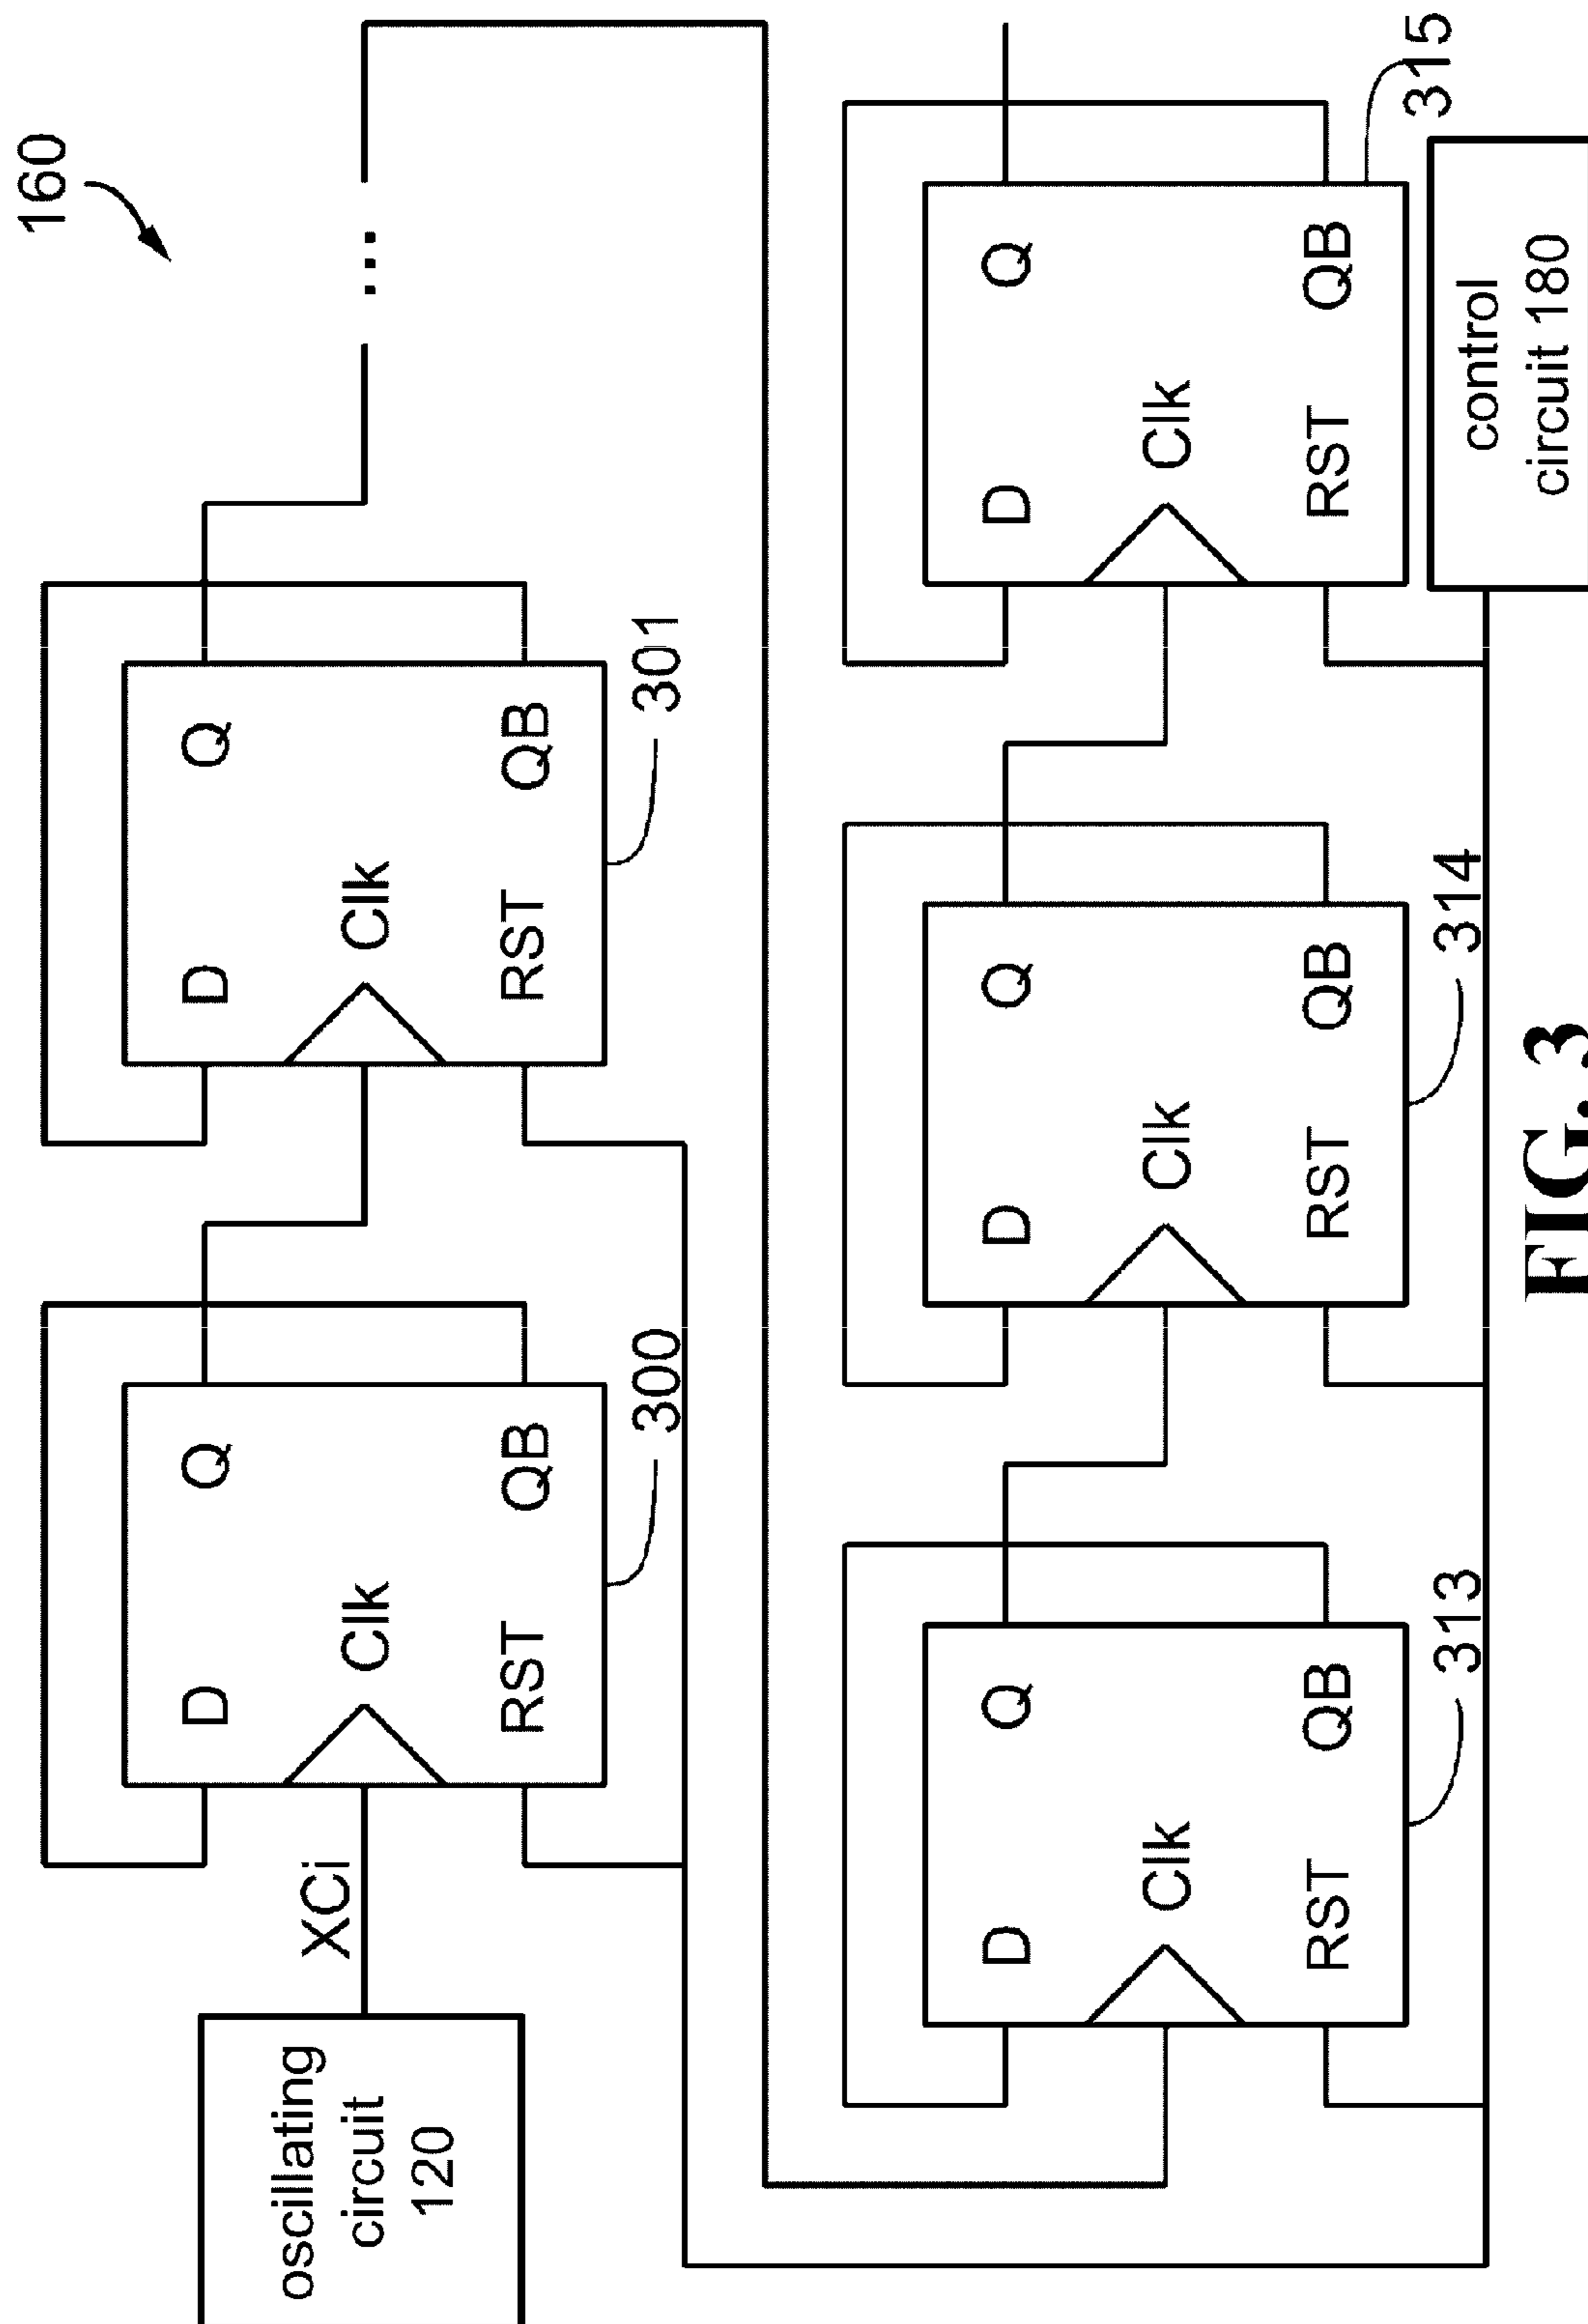 160
oscillating
circuit
120
XCi
D
Q
Clk
RST
QB
300
D
Q
Clk
RST
QB
301
...
D
Q
Clk
RST
QB
313
D
Q
Clk
RST
QB
314
D
Q
Clk
RST
QB
315
control
circuit 180
FIG. 3